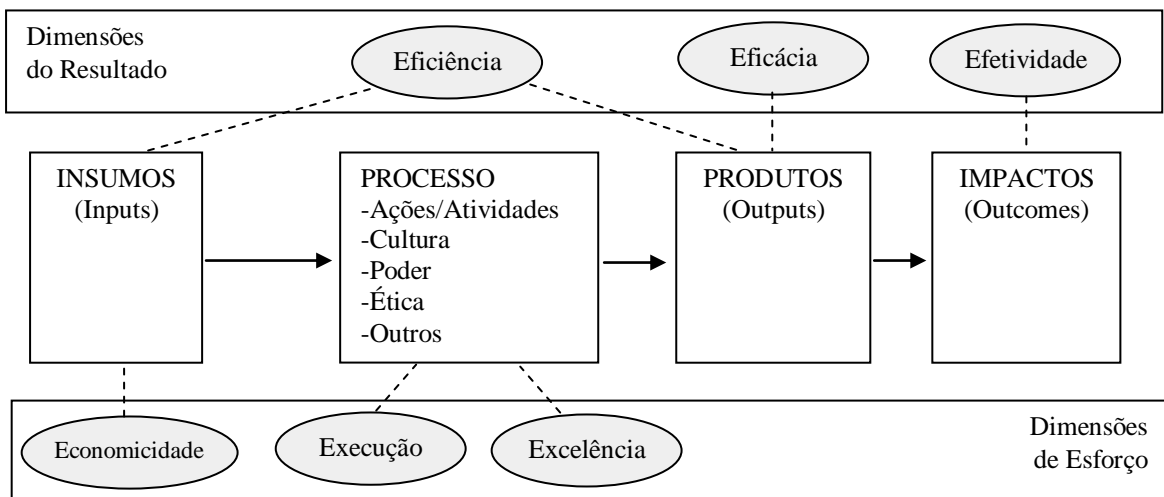 Dimensões
do Resultado
Eficiência
Eficácia
Efetividade
INSUMOS
(Inputs)
PROCESSO
-Ações/Atividades
-Cultura
-Poder
-Ética
-Outros
PRODUTOS
(Outputs)
IMPACTOS
(Outcomes)
Economicidade
Execução
Excelência
Dimensões
de Esforço